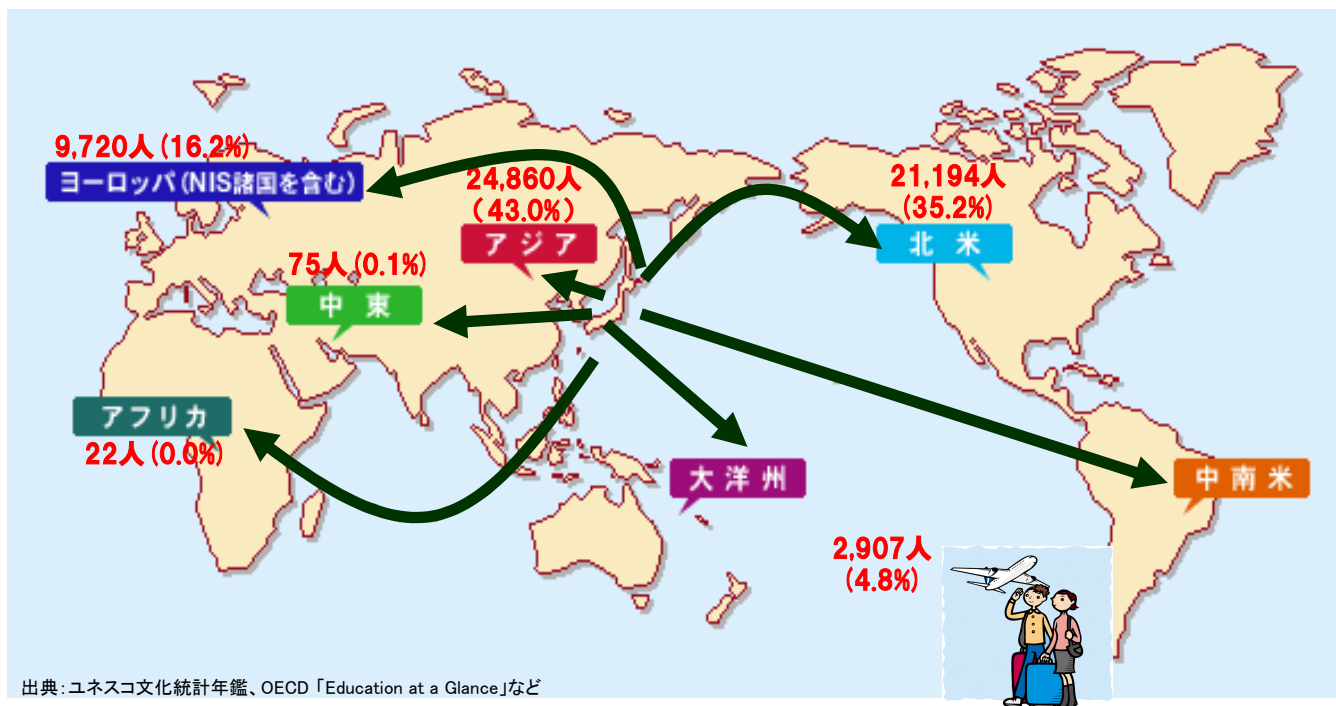 9,720人(16.2%)
ヨーロッパ(NIS諸国を含む)
24,860人
(43.0%)
アジア
21,194人
(35.2%)
北米
75人(0.1%)
中東
アフリカ
22人(0.0%)
大洋州
中南米
2,907人
(4.8%)
出典:ユネスコ文化統計年鑑、OECD「Education at a Glance」など